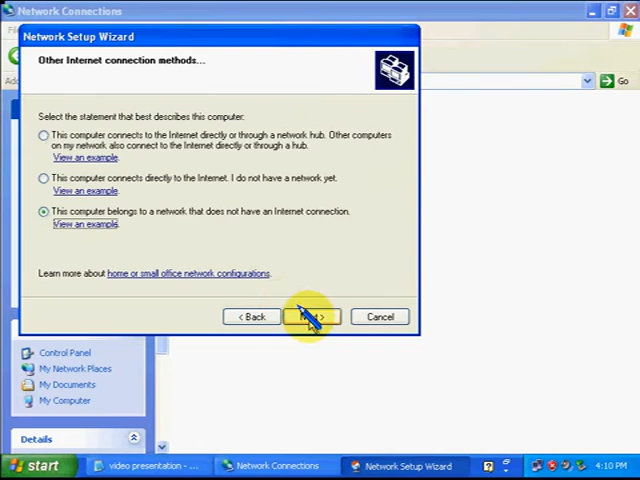 Network Connections
Network Setup Wizard
Other Internet connection methods...
Go
Select the statement that best describes this computer:
This computer connects to the Internet directly or through a network hub. Other computers
on my network also connect to the Internet directly or through a hub.
View an example.
This computer connects directly to the Internet. I do not have a network yet.
View an example.
This computer belongs to a network that does not have an Internet connection.
View an example.
Learn more about home or small office network configurations.
< Back
Cancel
Control Panel
My Network Places
My Documents
My Computer
Details
start
video presentation - ...
Network Connections
Network Setup Wizard
4:10 PM